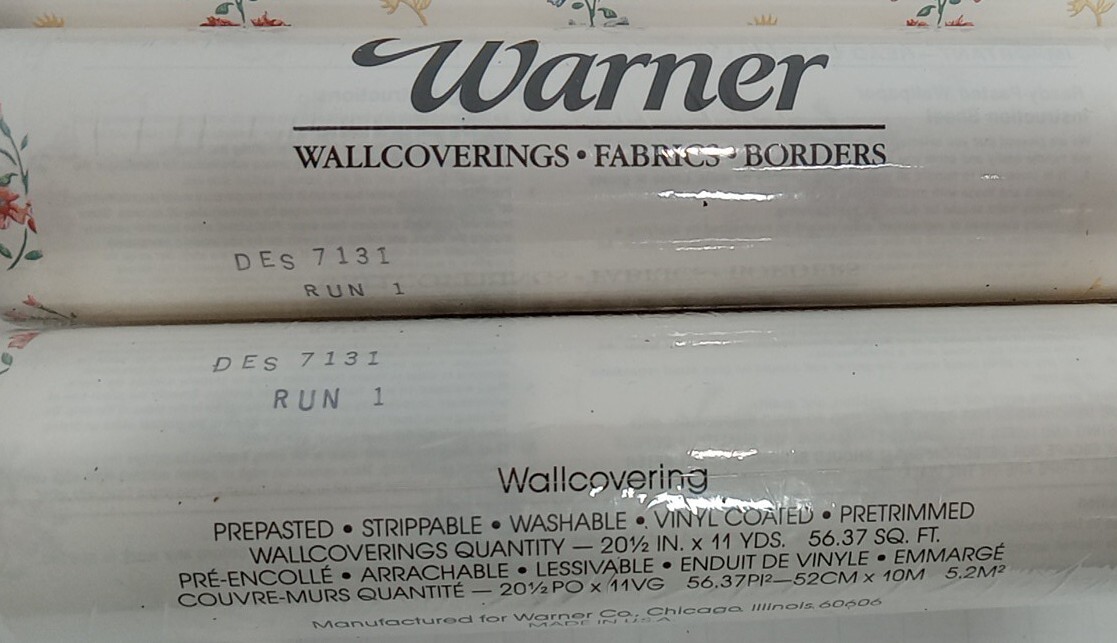 Warner
WALLCOVERINGS • FABRICS • BORDERS
DES 7131
RUN 1
DES 7131
RUN 1
Wallcovering
PREPASTED • STRIPPABLE • WASHABLE • VINYL COATED • PRETRIMMED
WALLCOVERINGS QUANTITY — 20½ IN. x 11 YDS. 56.37 SQ. FT.
PRÉ-ENCOLLÉ • ARRACHABLE • LESSIVABLE • ENDUIT DE VINYLE • EMMARGÉ
COUVRE-MURS QUANTITÉ — 20½ PO x 11VG 56.37PI²—52CM x 10M 5.2M²
Manufactured for Warner Co., Chicago, Illinois 60606
MADE IN U.S.A.